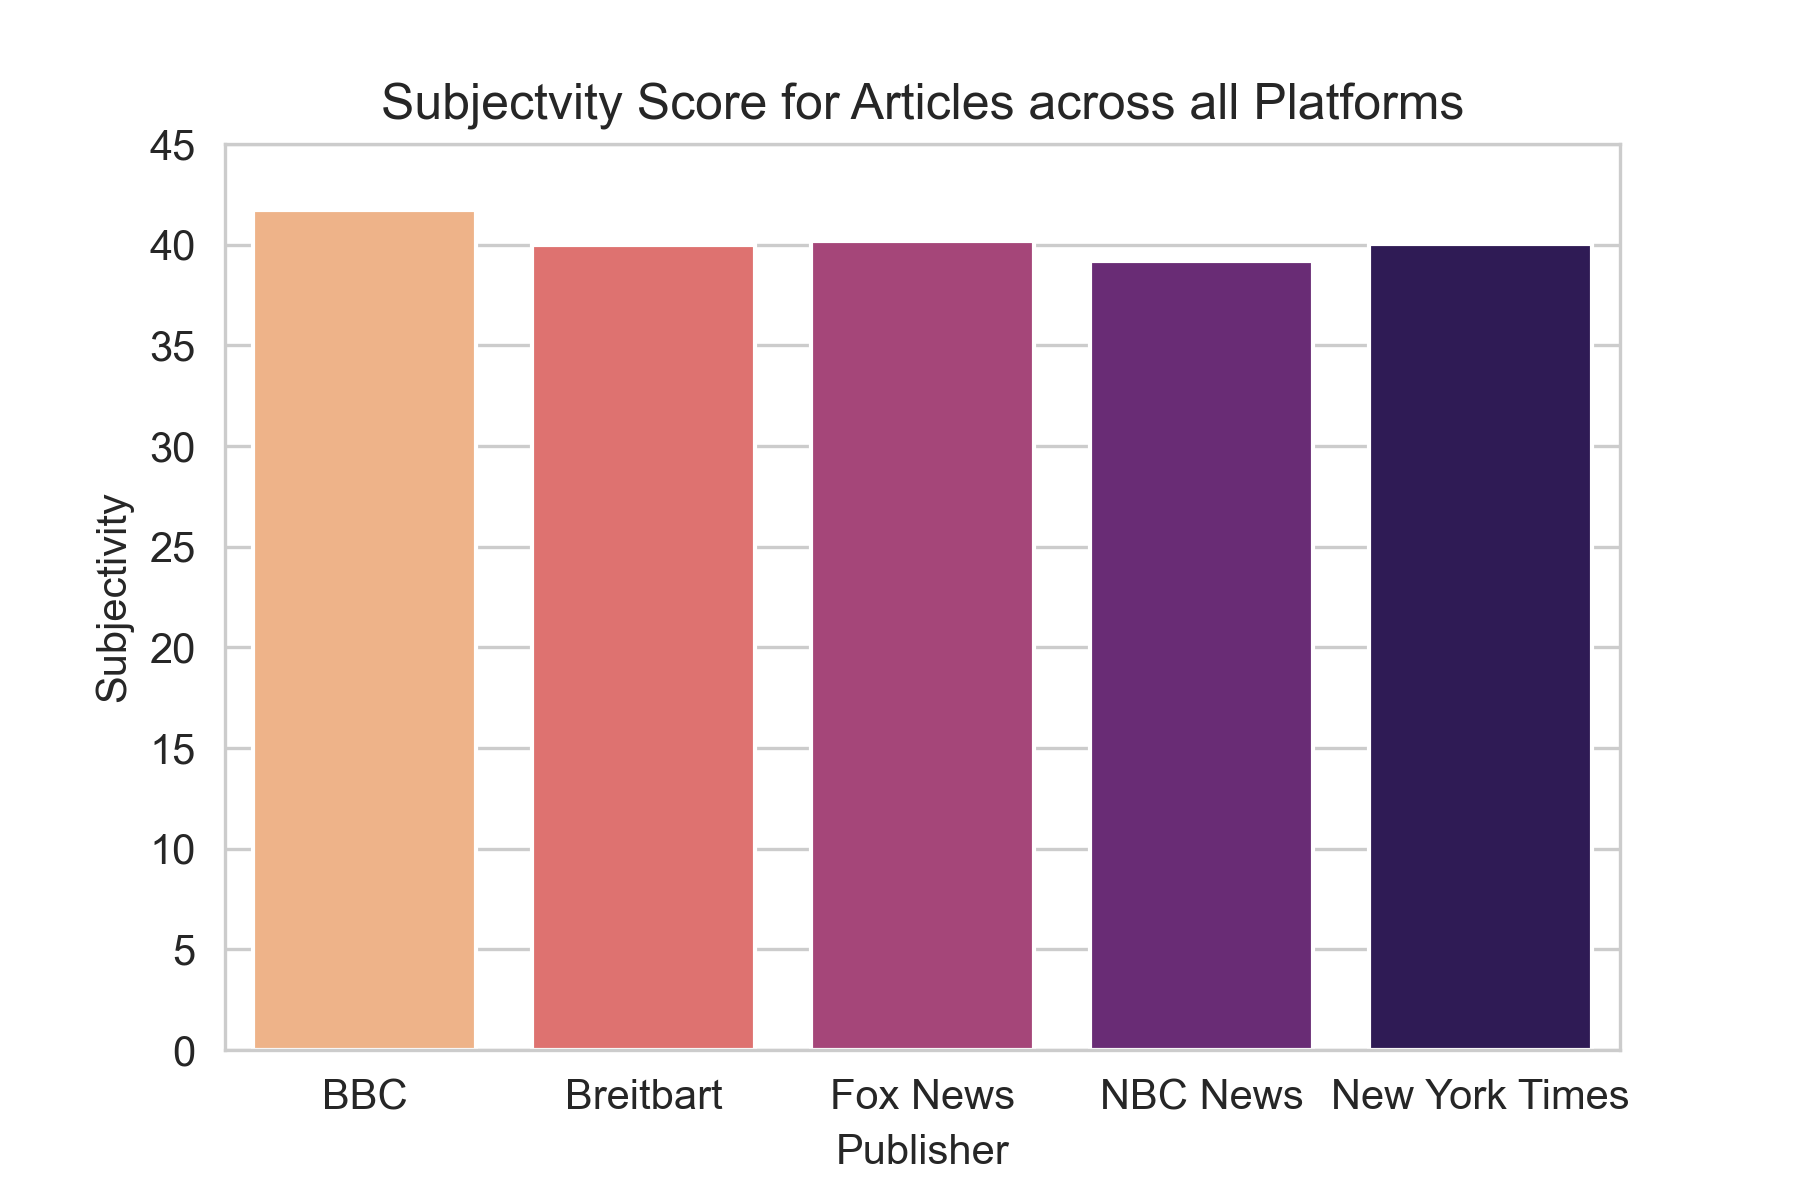 Subjectvity Score for Articles across all Platforms
45
40
35
30
25
20
15
10
5
0
Subjectivity
BBC Breitbart Fox News NBC News New York Times
Publisher